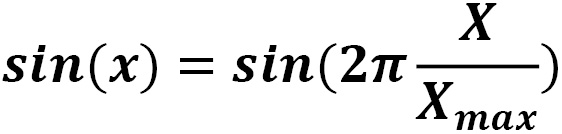 sin(x) = sin(2π X/X_max)